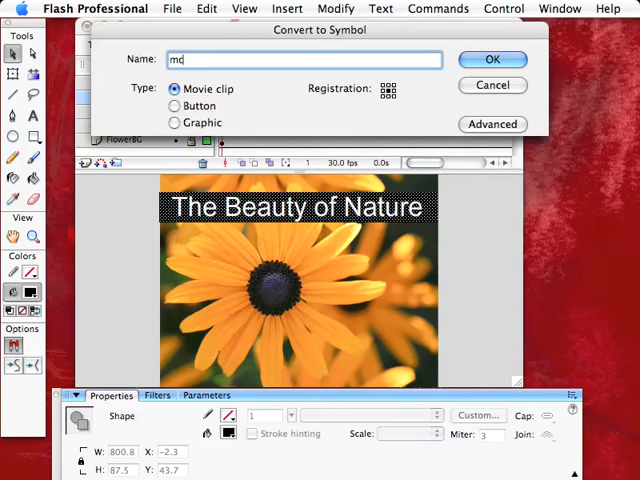 Flash Professional File Edit View Insert Modify Text Commands Control Window Help
Tools
Convert to Symbol
Name: mc
OK
Type: Movie clip
Registration:
Cancel
Button
Graphic
Advanced
FlowerBG
1 30.0 fps 0.0s
The Beauty of Nature
View
Colors
Options
Properties Filters Parameters
Shape
1
Custom...
Cap:
Stroke hinting
Scale:
Miter: 3
Join:
W: 800.8 X: -2.3
H: 87.5 Y: 43.7